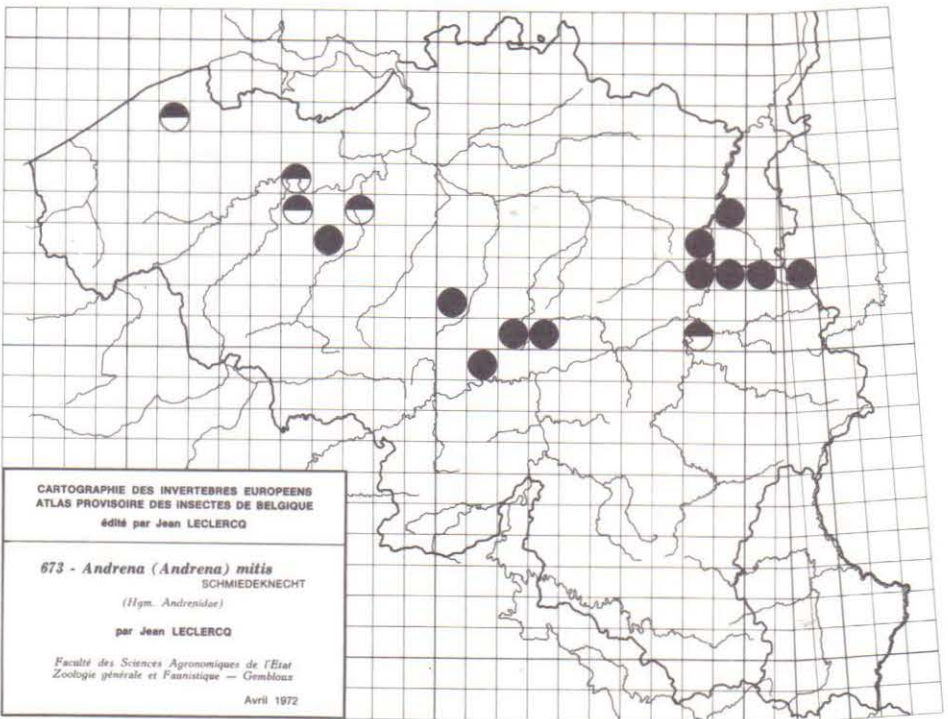 CARTOGRAPHIE DES INVERTEBRES EUROPEENS
ATLAS PROVISOIRE DES INSECTES DE BELGIQUE
édité par Jean LECLERCQ
673 - Andrena (Andrena) mitis
SCHMIEDEKNECHT
(Hym. Andrenidae)
par Jean LECLERCQ
Faculté des Sciences Agronomiques de l'Etat
Zoologie générale et Faunistique — Gembloux
Avril 1972